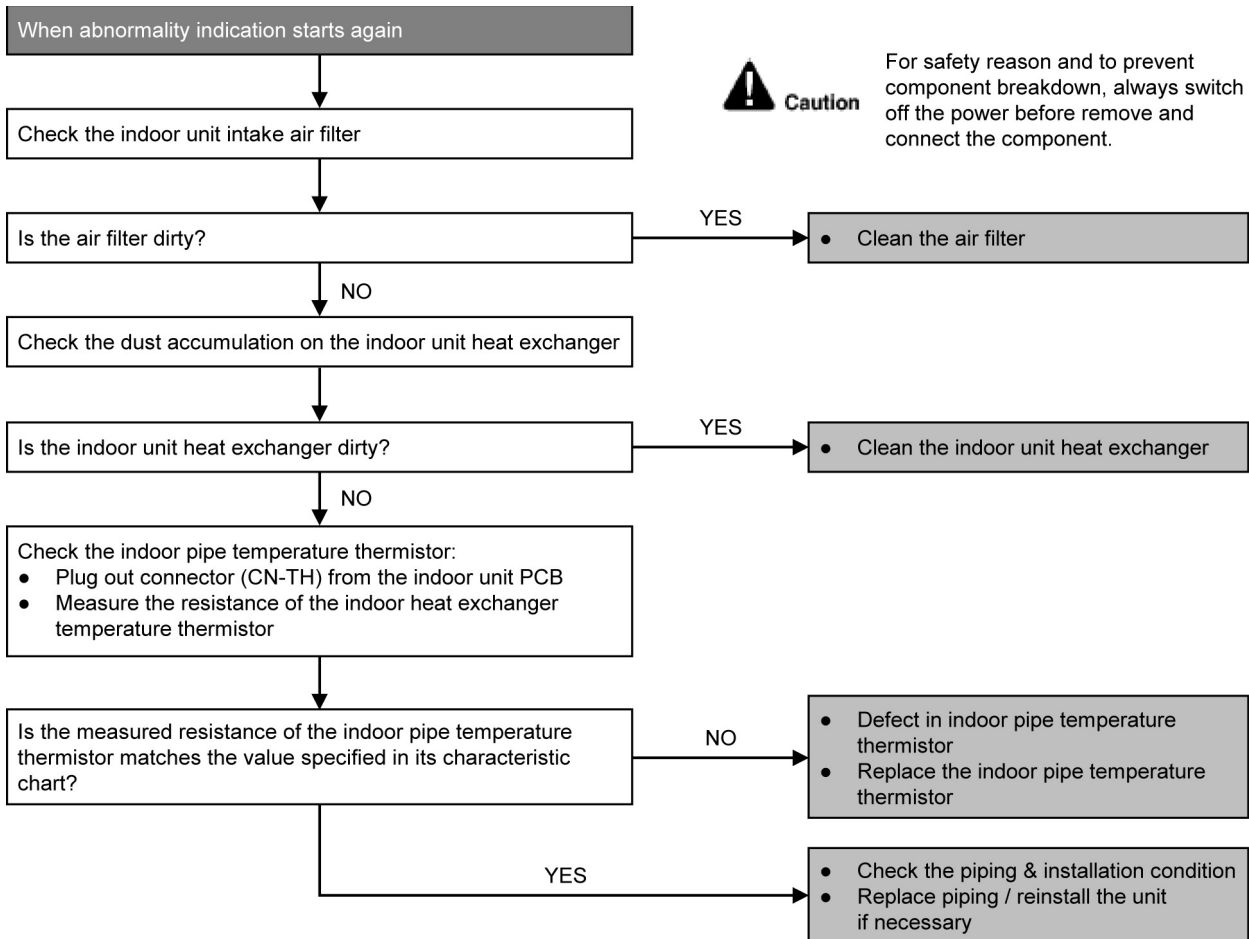 When abnormality indication starts again
Caution
For safety reason and to prevent
component breakdown, always switch
off the power before remove and
connect the component.
Check the indoor unit intake air filter
Is the air filter dirty?
YES
● Clean the air filter
NO
Check the dust accumulation on the indoor unit heat exchanger
Is the indoor unit heat exchanger dirty?
YES
● Clean the indoor unit heat exchanger
NO
Check the indoor pipe temperature thermistor:
● Plug out connector (CN-TH) from the indoor unit PCB
● Measure the resistance of the indoor heat exchanger
temperature thermistor
Is the measured resistance of the indoor pipe temperature
thermistor matches the value specified in its characteristic
chart?
NO
● Defect in indoor pipe temperature
thermistor
● Replace the indoor pipe temperature
thermistor
YES
● Check the piping & installation condition
● Replace piping / reinstall the unit
if necessary